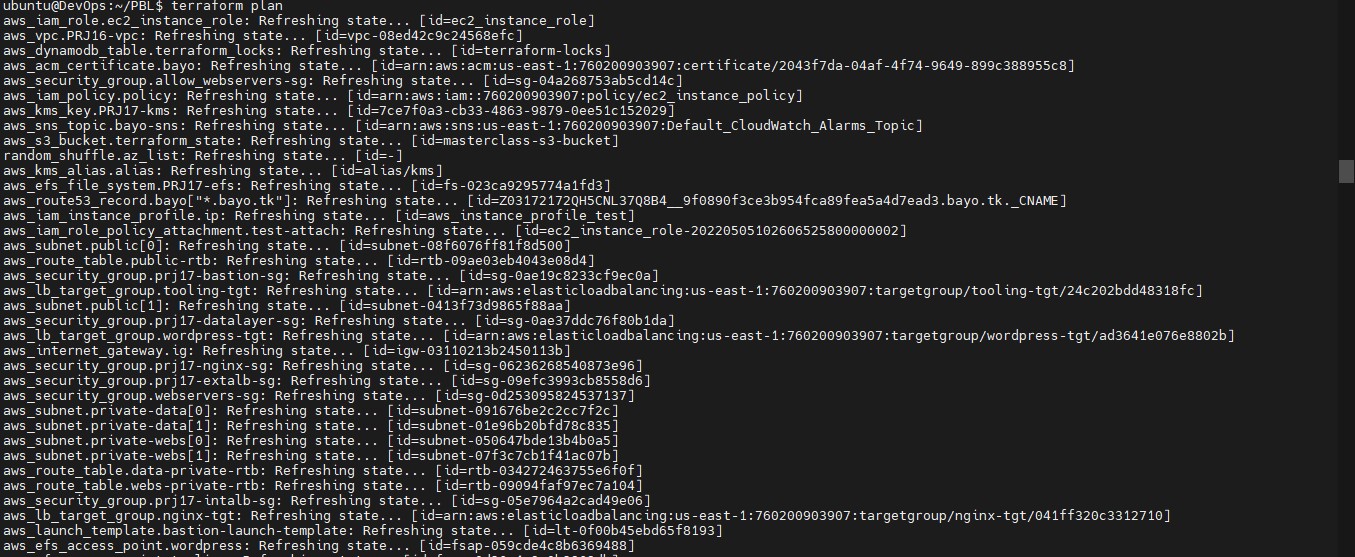 ubuntu@DevOps:~/PBL$ terraform plan
aws_iam_role.ec2_instance_role: Refreshing state... [id=ec2_instance_role]
aws_vpc.PRJ16-vpc: Refreshing state... [id=vpc-08ed42c9c24568efc]
aws_dynamodb_table.terraform_locks: Refreshing state... [id=terraform-locks]
aws_acm_certificate.bayo: Refreshing state... [id=arn:aws:acm:us-east-1:760200903907:certificate/2043f7da-04af-4f74-9649-899c388955c8]
aws_security_group.allow_webservers-sg: Refreshing state... [id=sg-04a268753ab5cd14c]
aws_iam_policy.policy: Refreshing state... [id=arn:aws:iam::760200903907:policy/ec2_instance_policy]
aws_kms_key.PRJ17-kms: Refreshing state... [id=7ce7f0a3-cb33-4863-9879-0ee51c152029]
aws_sns_topic.bayo-sns: Refreshing state... [id=arn:aws:sns:us-east-1:760200903907:Default_CloudWatch_Alarms_Topic]
aws_s3_bucket.terraform_state: Refreshing state... [id=masterclass-s3-bucket]
random_shuffle.az_list: Refreshing state... [id=-]
aws_kms_alias.alias: Refreshing state... [id=alias/kms]
aws_efs_file_system.PRJ17-efs: Refreshing state... [id=fs-023ca9295774a1fd3]
aws_route53_record.bayo["*.bayo.tk"]: Refreshing state... [id=Z03172172QH5CNL37Q8B4__9f0890f3ce3b954fca89fea5a4d7ead3.bayo.tk._CNAME]
aws_iam_instance_profile.ip: Refreshing state... [id=aws_instance_profile_test]
aws_iam_role_policy_attachment.test-attach: Refreshing state... [id=ec2_instance_role-20220505102606525800000002]
aws_subnet.public[0]: Refreshing state... [id=subnet-08f6076ff81f8d500]
aws_route_table.public-rtb: Refreshing state... [id=rtb-09ae03eb4043e08d4]
aws_security_group.prj17-bastion-sg: Refreshing state... [id=sg-0ae19c8233cf9ec0a]
aws_lb_target_group.tooling-tgt: Refreshing state... [id=arn:aws:elasticloadbalancing:us-east-1:760200903907:targetgroup/tooling-tgt/24c202bdd48318fc]
aws_subnet.public[1]: Refreshing state... [id=subnet-0413f73d9865f88aa]
aws_security_group.prj17-datalayer-sg: Refreshing state... [id=sg-0ae37ddc76f80b1da]
aws_lb_target_group.wordpress-tgt: Refreshing state... [id=arn:aws:elasticloadbalancing:us-east-1:760200903907:targetgroup/wordpress-tgt/ad3641e076e8802b]
aws_internet_gateway.ig: Refreshing state... [id=igw-03110213b2450113b]
aws_security_group.prj17-nginx-sg: Refreshing state... [id=sg-06236268540873e96]
aws_security_group.prj17-extalb-sg: Refreshing state... [id=sg-09efc3993cb8558d6]
aws_security_group.webservers-sg: Refreshing state... [id=sg-0d253095824537137]
aws_subnet.private-data[0]: Refreshing state... [id=subnet-091676be2c2cc7f2c]
aws_subnet.private-data[1]: Refreshing state... [id=subnet-01e96b20bfd78c835]
aws_subnet.private-webs[0]: Refreshing state... [id=subnet-050647bde13b4b0a5]
aws_subnet.private-webs[1]: Refreshing state... [id=subnet-07f3c7cb1f41ac07b]
aws_route_table.data-private-rtb: Refreshing state... [id=rtb-034272463755e6f0f]
aws_route_table.webs-private-rtb: Refreshing state... [id=rtb-09094faf97ec7a104]
aws_security_group.prj17-intalb-sg: Refreshing state... [id=sg-05e7964a2cad49e06]
aws_lb_target_group.nginx-tgt: Refreshing state... [id=arn:aws:elasticloadbalancing:us-east-1:760200903907:targetgroup/nginx-tgt/041ff320c3312710]
aws_launch_template.bastion-launch-template: Refreshing state... [id=lt-0f00b45ebd65f8193]
aws_efs_access_point.wordpress: Refreshing state... [id=fsap-059cde4c8b6369488]